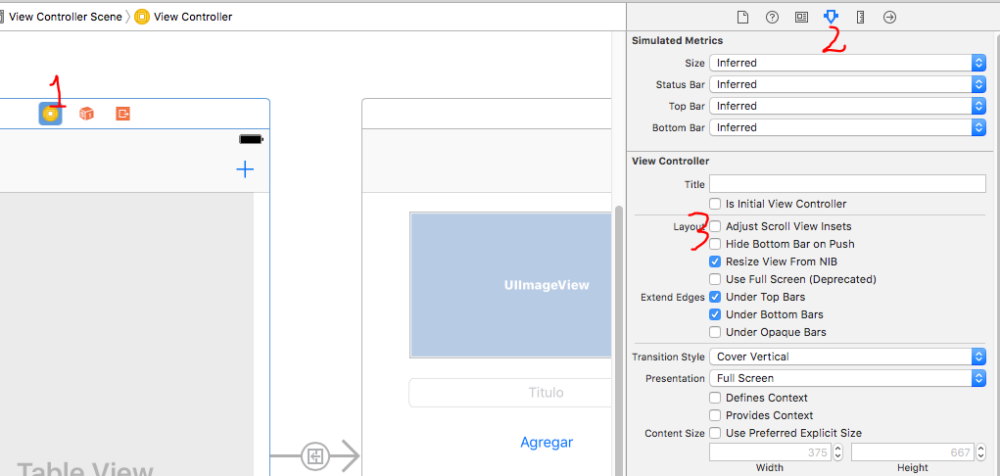 View Controller Scene > View Controller
1
2
Simulated Metrics
Size Inferred
Status Bar Inferred
Top Bar Inferred
Bottom Bar Inferred
View Controller
Title
Is Initial View Controller
3
Layout Adjust Scroll View Insets
Hide Bottom Bar on Push
Resize View From NIB
Use Full Screen (Deprecated)
Extend Edges Under Top Bars
Under Bottom Bars
Under Opaque Bars
Transition Style Cover Vertical
Presentation Full Screen
Defines Context
Provides Context
Content Size Use Preferred Explicit Size
375 667
Width Height
UIImageView
Titulo
Agregar
Table View